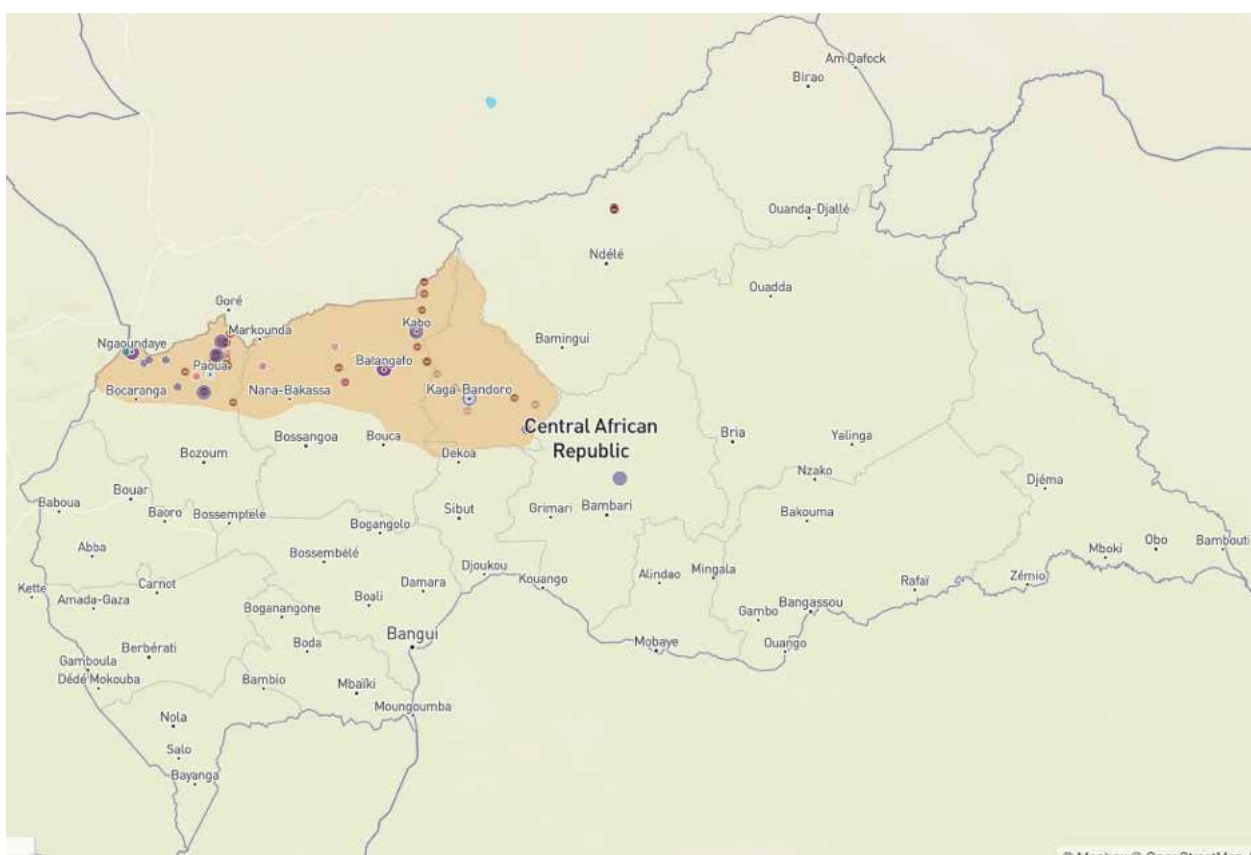 Am Dafock
Birao
Ouanda-Djallé
Ndélé
Ouadda
Goré
Markounda
Kabo
Ngaoundaye
Bamingui
Paoua
Batangafo
Bocaranga
Nana-Bakassa
Kaga-Bandoro
Central African
Republic
Bossangoa
Bouca
Bria
Yalinga
Bozoum
Dekoa
Nzako
Djéma
Bouar
Baboua
Baoro
Bossemptélé
Sibut
Grimari
Bambari
Bakouma
Bogangolo
Abba
Bossembélé
Mboki
Obo
Bambouti
Carnot
Damara
Djoukou
Kouango
Alindao
Mingala
Rafaï
Zémio
Kette
Amada-Gaza
Boganangone
Boali
Gambo
Bangassou
Bangui
Boda
Mobaye
Ouango
Berbérati
Gamboula
Dédé Mokouba
Bambio
Mbaïki
Moungoumba
Nola
Salo
Bayanga